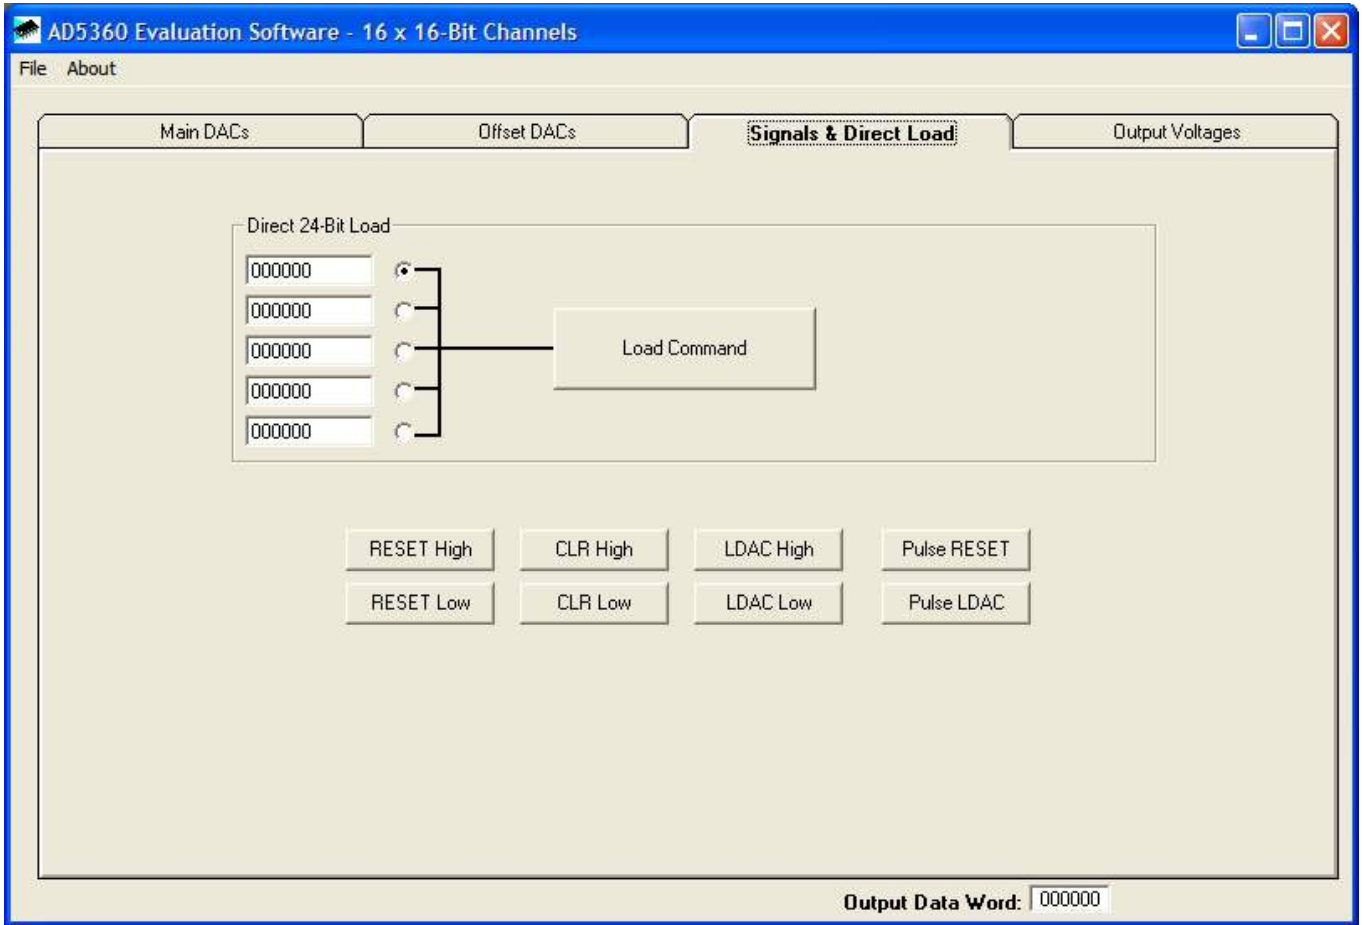 AD5360 Evaluation Software - 16 x 16-Bit Channels
File About
Main DACs Offset DACs Signals & Direct Load Output Voltages
Direct 24-Bit Load
000000
000000
000000
000000
000000
Load Command
RESET High CLR High LDAC High Pulse RESET
RESET Low CLR Low LDAC Low Pulse LDAC
Output Data Word: 000000